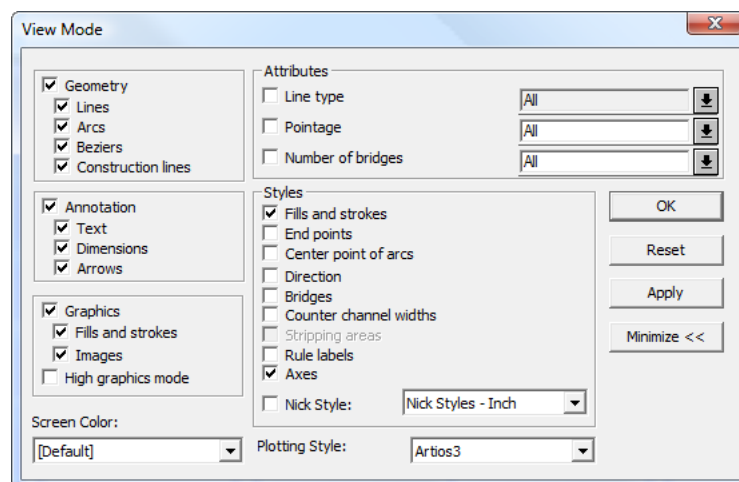 View Mode
Geometry
Lines
Arcs
Beziers
Construction lines
Annotation
Text
Dimensions
Arrows
Graphics
Fills and strokes
Images
High graphics mode
Screen Color:
[Default]
Attributes
Line type All
Pointage All
Number of bridges All
Styles
Fills and strokes
End points
Center point of arcs
Direction
Bridges
Counter channel widths
Stripping areas
Rule labels
Axes
Nick Style: Nick Styles - Inch
Plotting Style: Artios3
OK
Reset
Apply
Minimize <<